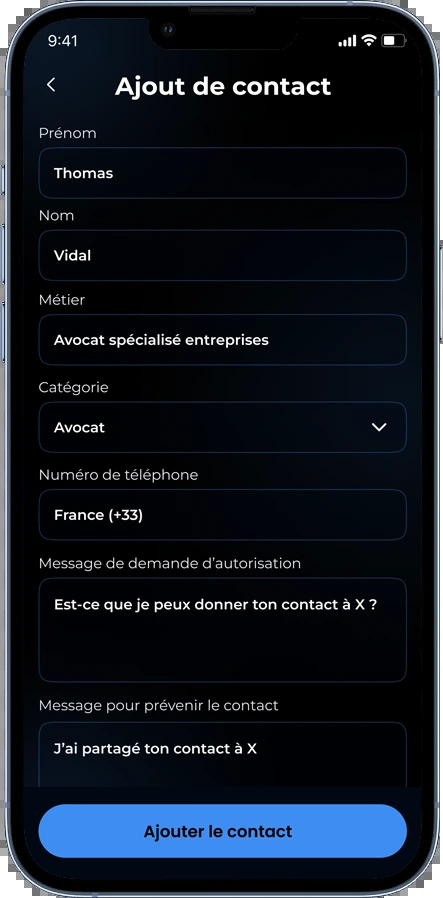 9:41
Ajout de contact
Prénom
Thomas
Nom
Vidal
Métier
Avocat spécialisé entreprises
Catégorie
Avocat
Numéro de téléphone
France (+33)
Message de demande d’autorisation
Est-ce que je peux donner ton contact à X ?
Message pour prévenir le contact
J’ai partagé ton contact à X
Ajouter le contact